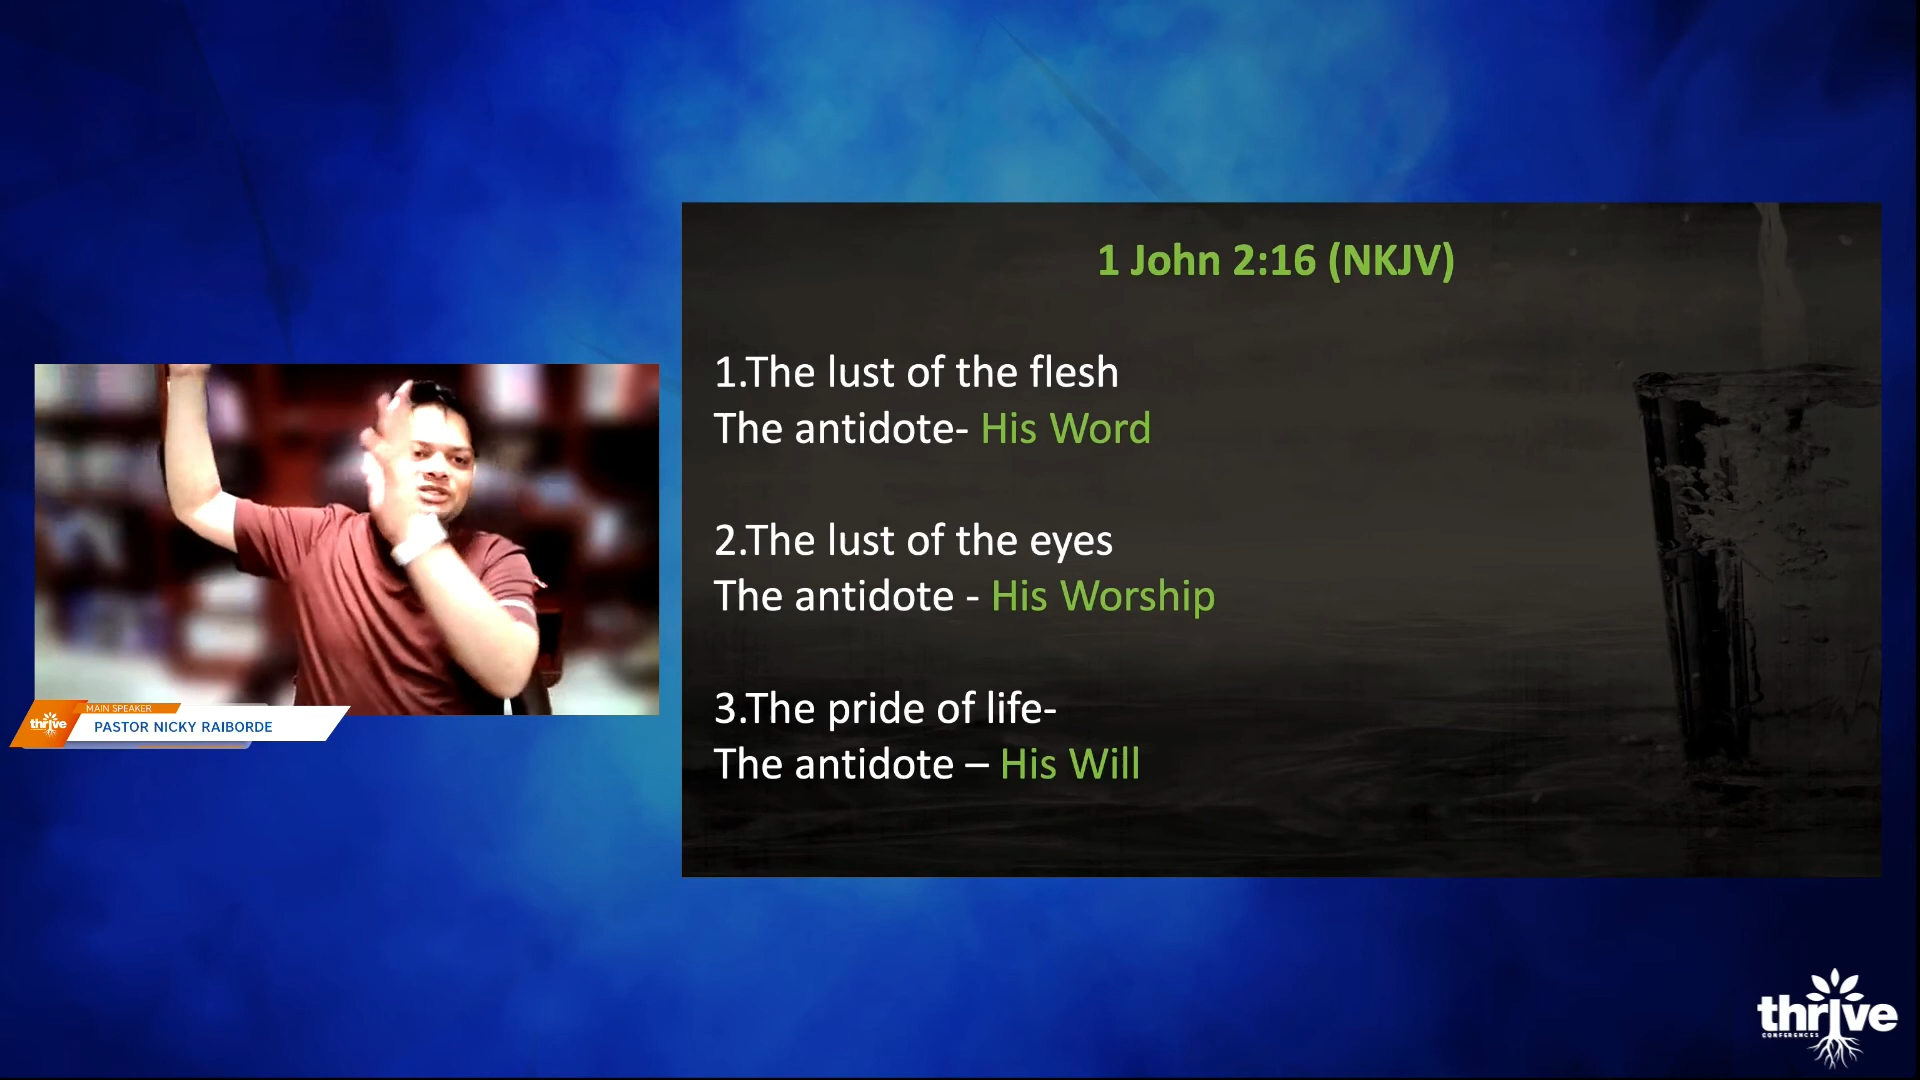 1 John 2:16 (NKJV)
1.The lust of the flesh
The antidote- His Word
2.The lust of the eyes
The antidote - His Worship
3.The pride of life-
The antidote – His Will
MAIN SPEAKER
thrive
PASTOR NICKY RAIBORDE
thrive
CONFERENCES